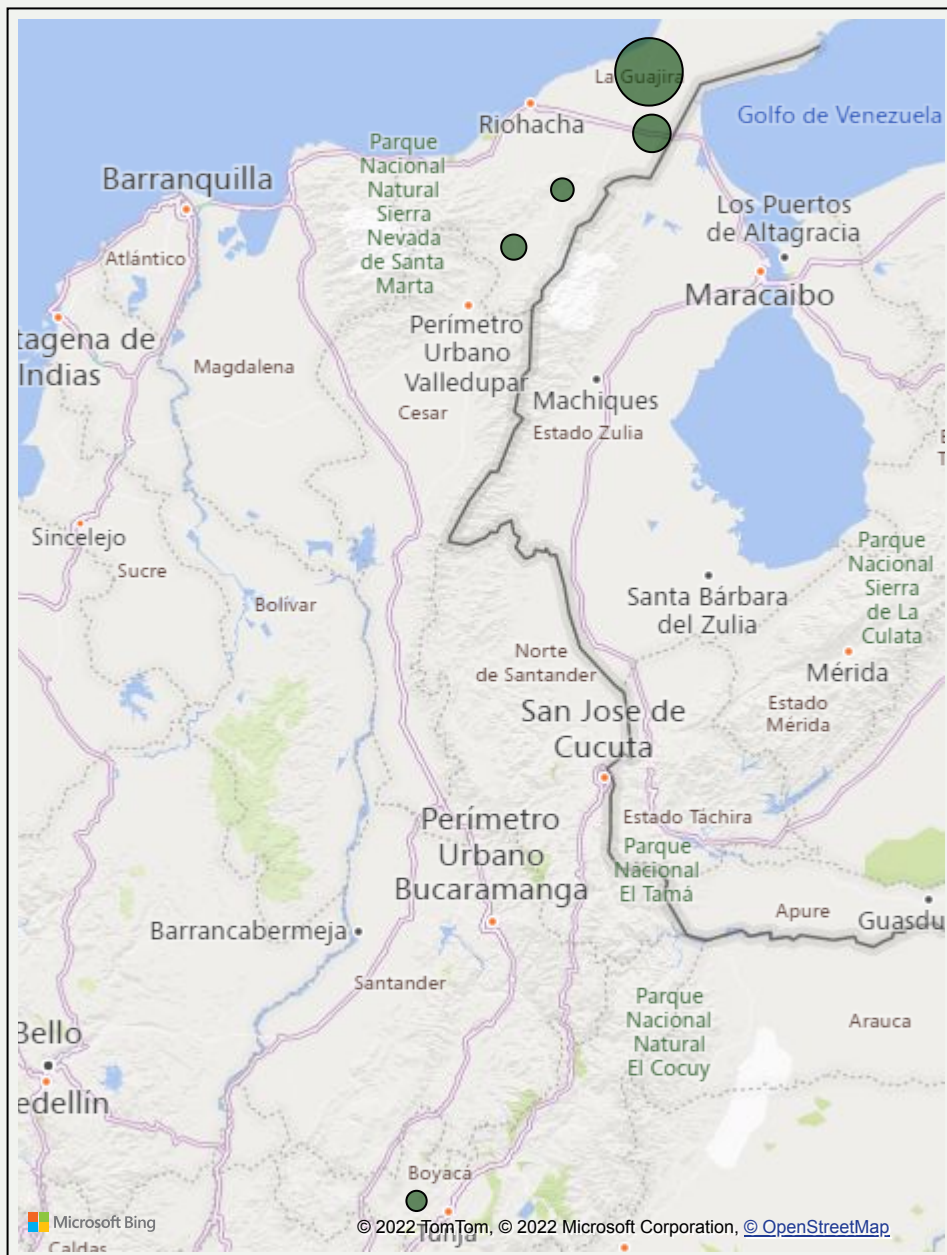 La Guajira
Golfo de Venezuela
Riohacha
Parque
Nacional
Natural
Sierra
Nevada
de Santa
Marta
Barranquilla
Los Puertos
de Altagracia
Atlántico
Maracaibo
Perímetro
Urbano
Valledupar
tagena de
Indias
Magdalena
Machiques
Cesar
Estado Zulia
Sincelejo
Parque
Nacional
Sierra
de La
Culata
Sucre
Santa Bárbara
del Zulia
Bolívar
Norte
de Santander
Mérida
Estado
Mérida
San Jose de
Cucuta
Perímetro
Urbano
Bucaramanga
Estado Táchira
Parque
Nacional
El Tamá
Apure
Guasdu
Barrancabermeja
Santander
Parque
Nacional
Natural
El Cocuy
Arauca
Bello
edellín
Boyacá
Tunja
Caldas
Microsoft Bing
© 2022 TomTom, © 2022 Microsoft Corporation, © OpenStreetMap